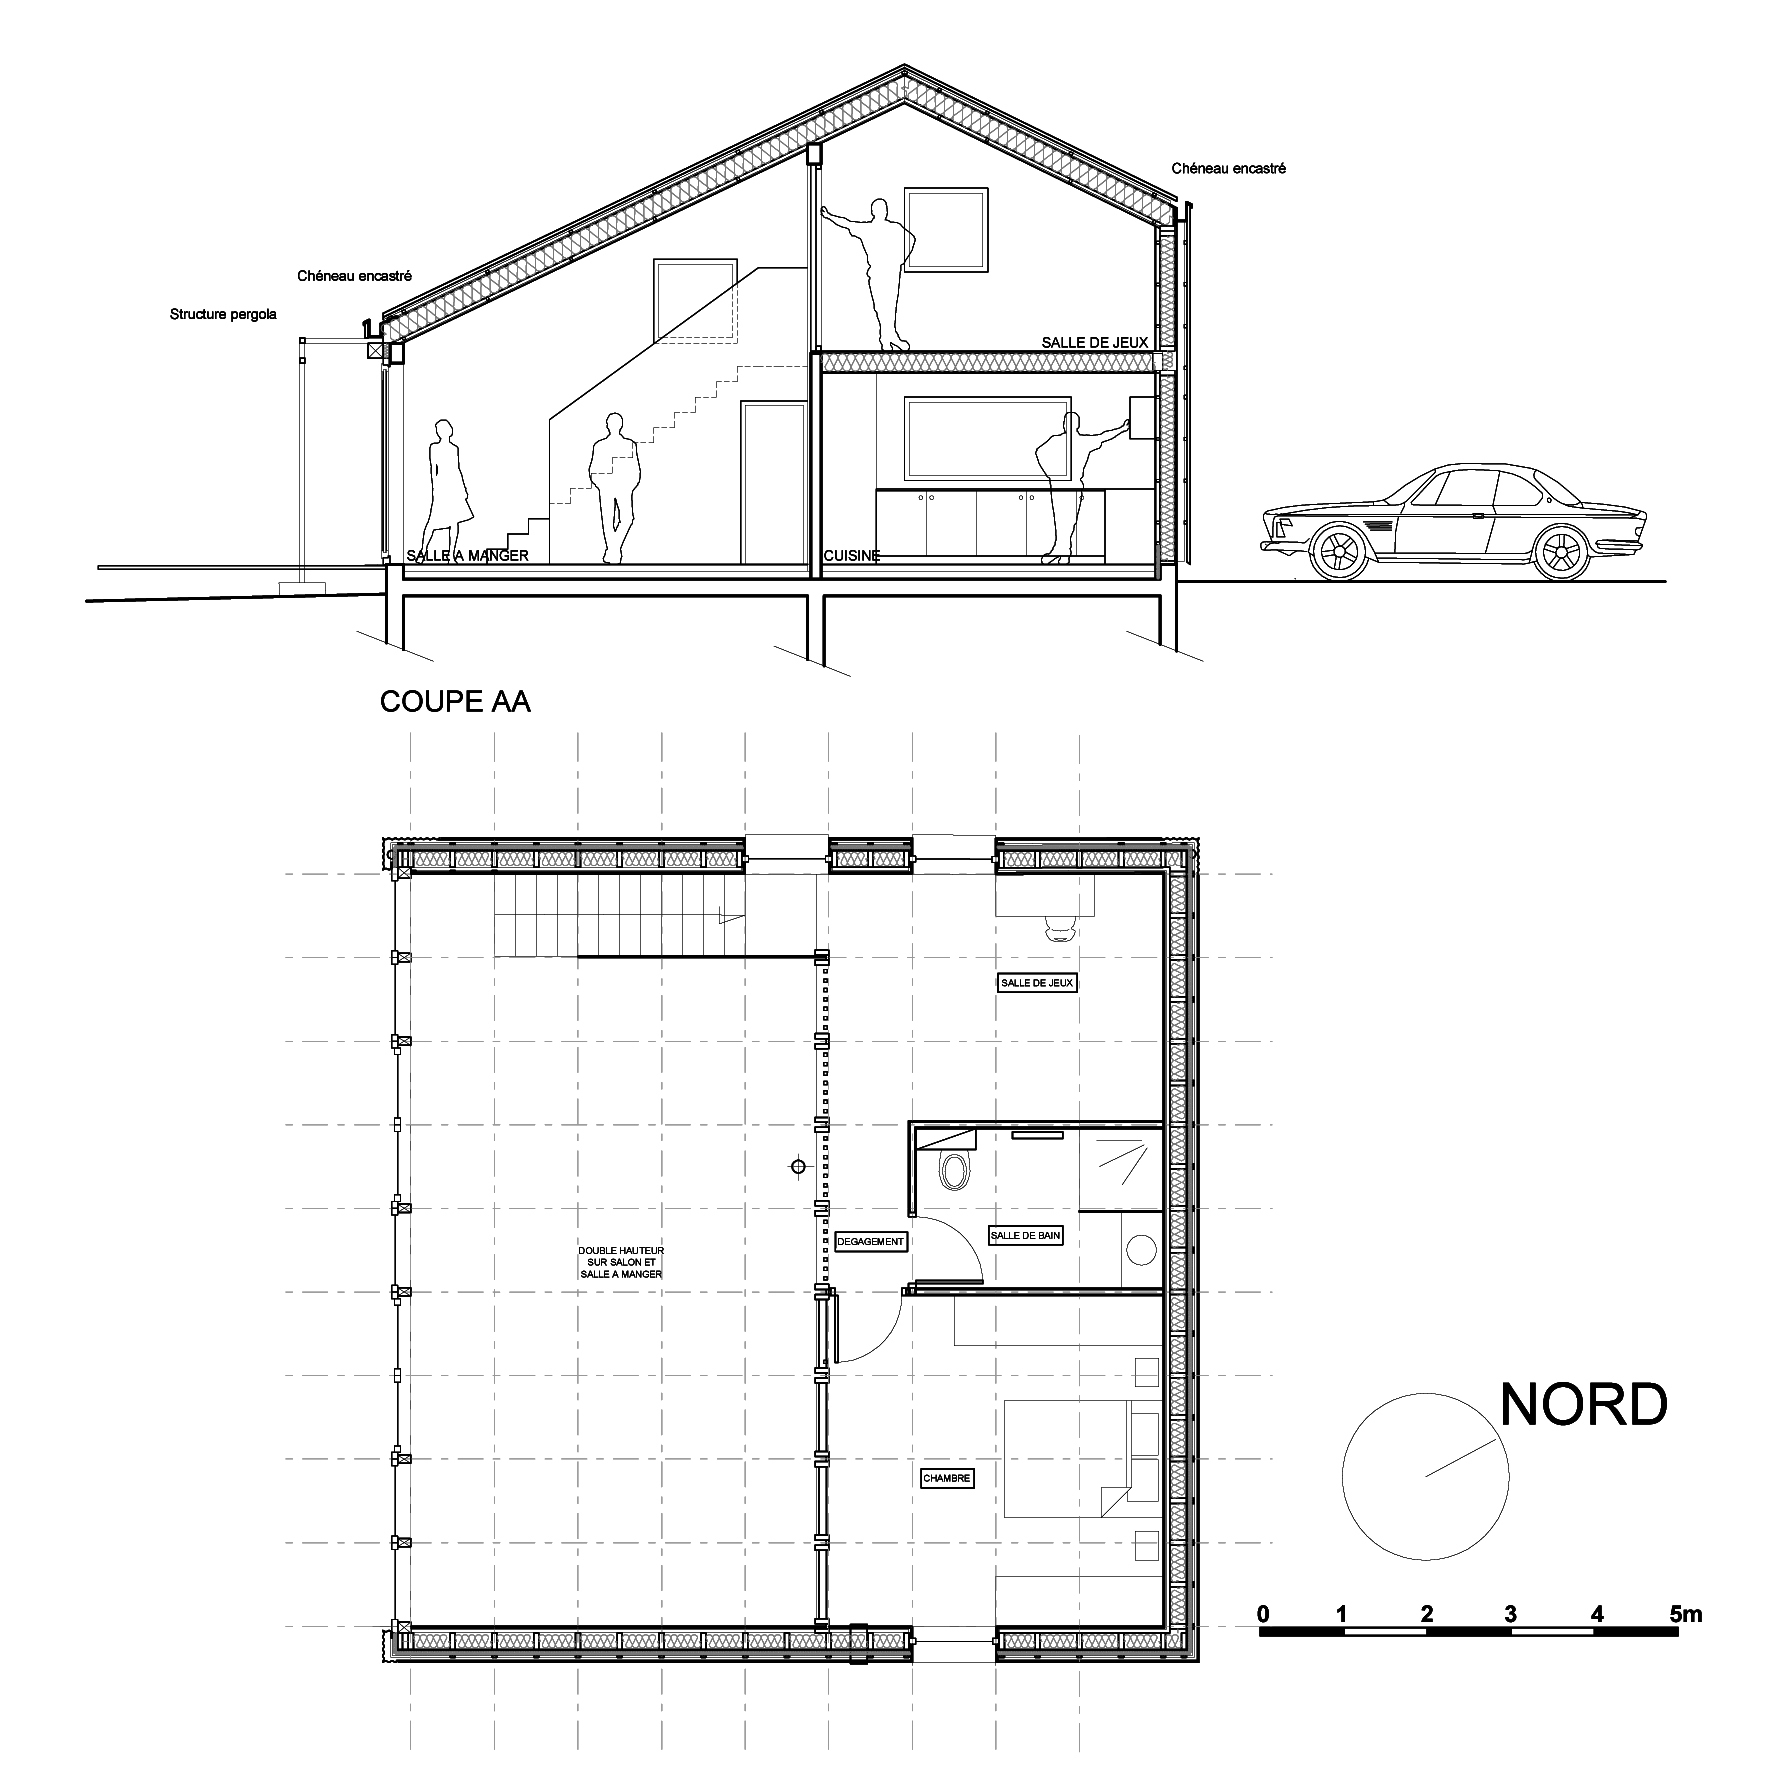 Chéneau encastré
Chéneau encastré
Structure pergola
SALLE DE JEUX
SALLE A MANGER
CUISINE
COUPE AA
SALLE DE JEUX
DEGAGEMENT
SALLE DE BAIN
DOUBLE HAUTEUR
SUR SALON ET
SALLE A MANGER
CHAMBRE
NORD
0 1 2 3 4 5m